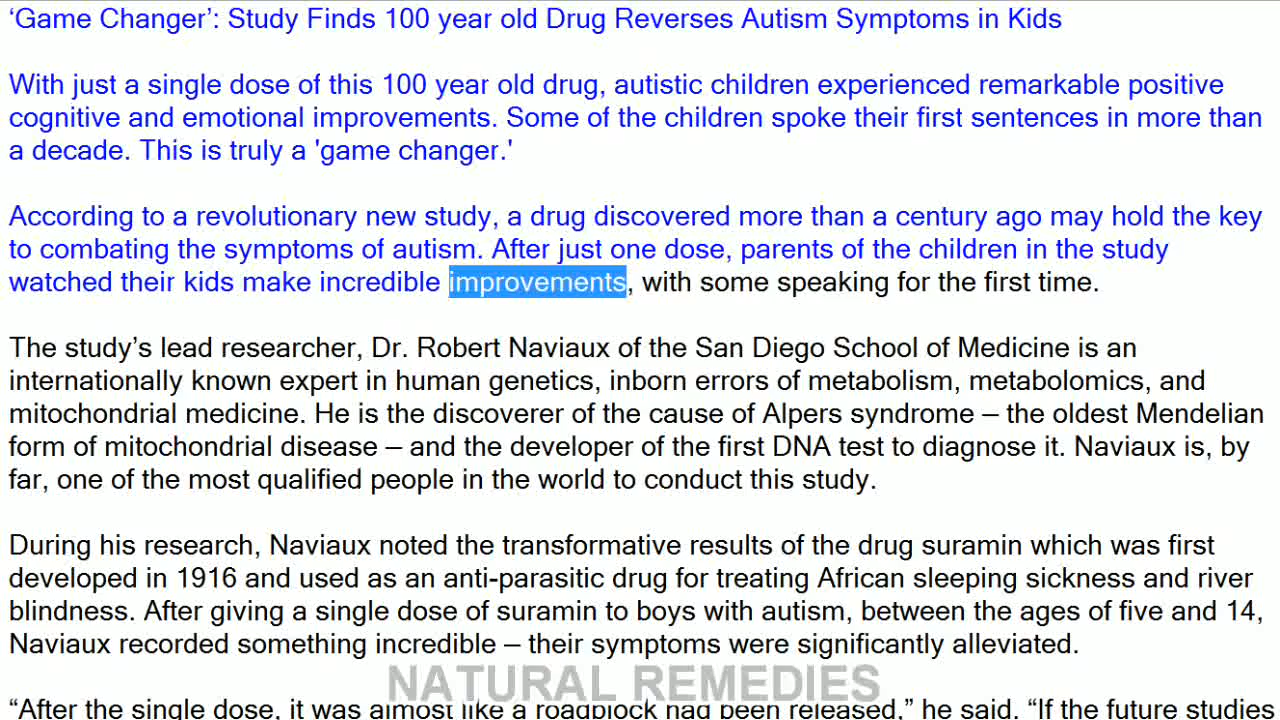 ‘Game Changer’: Study Finds 100 year old Drug Reverses Autism Symptoms in Kids
With just a single dose of this 100 year old drug, autistic children experienced remarkable positive
cognitive and emotional improvements. Some of the children spoke their first sentences in more than
a decade. This is truly a 'game changer.'
According to a revolutionary new study, a drug discovered more than a century ago may hold the key
to combating the symptoms of autism. After just one dose, parents of the children in the study
watched their kids make incredible improvements, with some speaking for the first time.
The study’s lead researcher, Dr. Robert Naviaux of the San Diego School of Medicine is an
internationally known expert in human genetics, inborn errors of metabolism, metabolomics, and
mitochondrial medicine. He is the discoverer of the cause of Alpers syndrome – the oldest Mendelian
form of mitochondrial disease – and the developer of the first DNA test to diagnose it. Naviaux is, by
far, one of the most qualified people in the world to conduct this study.
During his research, Naviaux noted the transformative results of the drug suramin which was first
developed in 1916 and used as an anti-parasitic drug for treating African sleeping sickness and river
blindness. After giving a single dose of suramin to boys with autism, between the ages of five and 14,
Naviaux recorded something incredible – their symptoms were significantly alleviated.
NATURAL REMEDIES
“After the single dose, it was almost like a roadblock had been released,” he said. “If the future studies